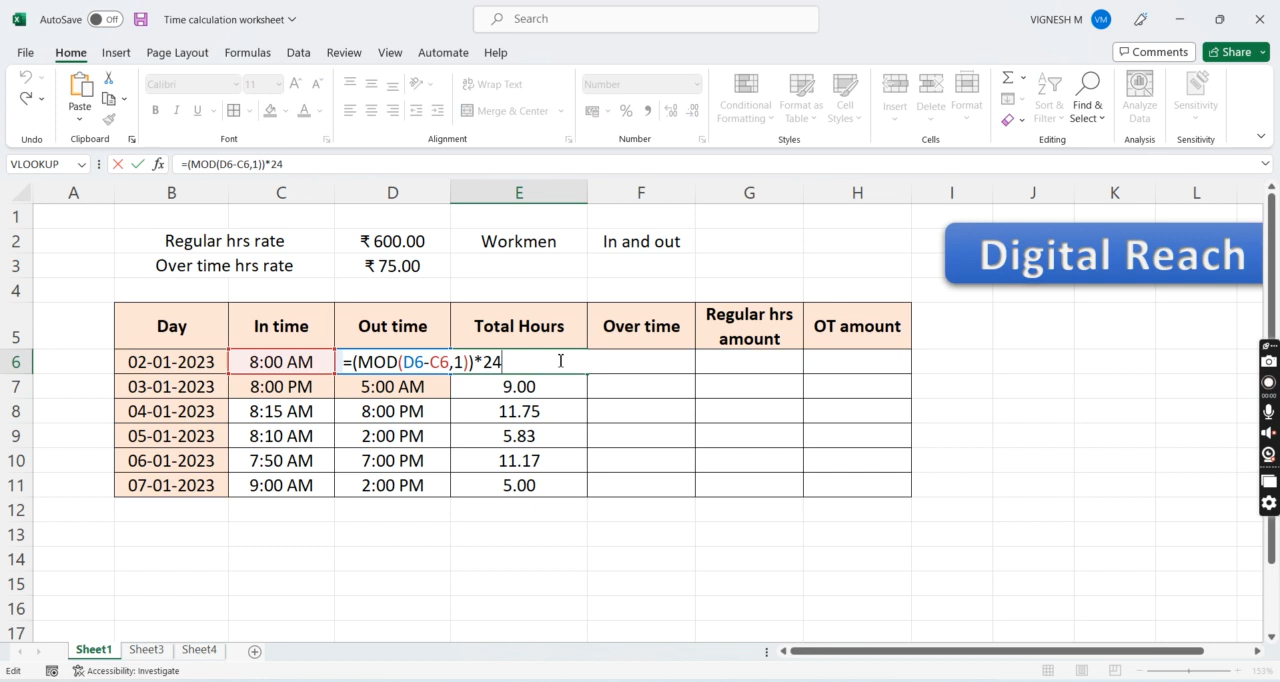 AutoSave Off Time calculation worksheet Search VIGNESH M VM
File Home Insert Page Layout Formulas Data Review View Automate Help Comments Share
Calibri 11 Wrap Text Number
Paste B I U Merge & Center % Conditional Formatting Format as Table Cell Styles Insert Delete Format Sort & Filter Find & Select Analyze Data Sensitivity
Undo Clipboard Font Alignment Number Styles Cells Editing Analysis Sensitivity
VLOOKUP fx =(MOD(D6-C6,1))*24
A B C D E F G H I J K L
1
2 Regular hrs rate ₹ 600.00 Workmen In and out
3 Over time hrs rate ₹ 75.00
Digital Reach
4
5 Day In time Out time Total Hours Over time Regular hrs amount OT amount
6 02-01-2023 8:00 AM =(MOD(D6-C6,1))*24
7 03-01-2023 8:00 PM 5:00 AM 9.00
8 04-01-2023 8:15 AM 8:00 PM 11.75
9 05-01-2023 8:10 AM 2:00 PM 5.83
10 06-01-2023 7:50 AM 7:00 PM 11.17
11 07-01-2023 9:00 AM 2:00 PM 5.00
12
13
14
15
16
17
00:00
Sheet1 Sheet3 Sheet4
Edit Accessibility: Investigate 153%